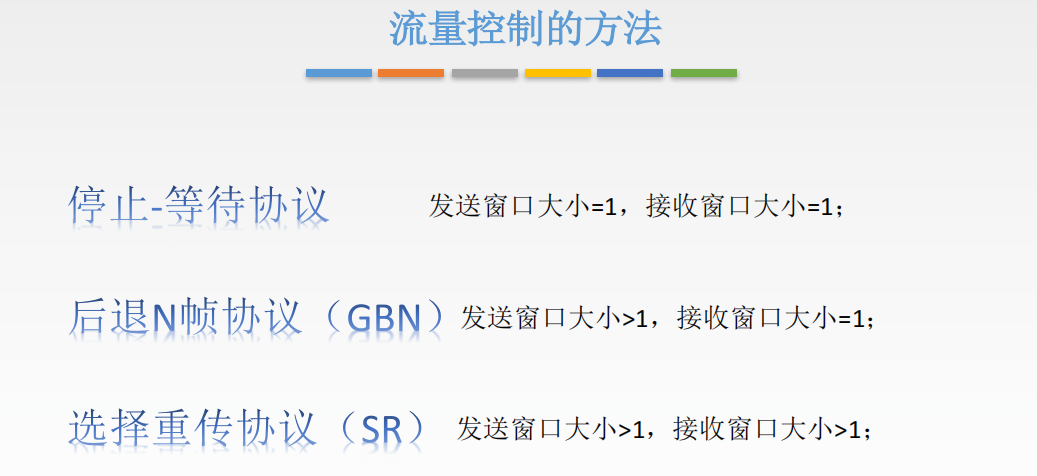 流量控制的方法
停止-等待协议 发送窗口大小=1，接收窗口大小=1；
后退N帧协议（GBN）发送窗口大小>1，接收窗口大小=1；
选择重传协议（SR） 发送窗口大小>1，接收窗口大小>1；